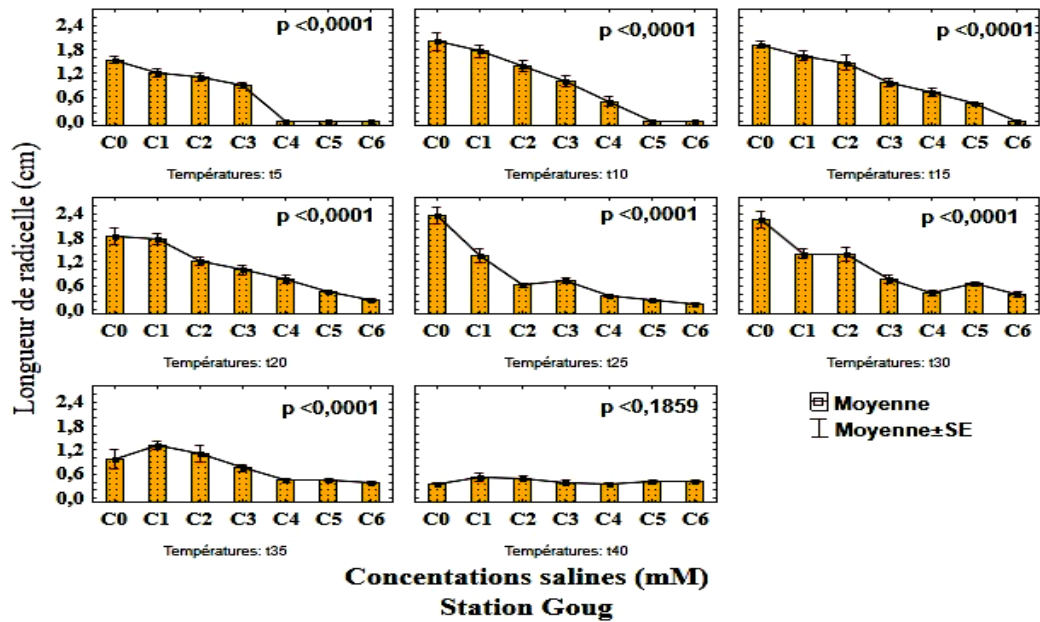 Longueur de radicelle (cm)
2,4
1,8
1,2
0,6
0,0
p <0,0001
C0 C1 C2 C3 C4 C5 C6
Températures: t5
p <0,0001
C0 C1 C2 C3 C4 C5 C6
Températures: t10
p <0,0001
C0 C1 C2 C3 C4 C5 C6
Températures: t15
2,4
1,8
1,2
0,6
0,0
p <0,0001
C0 C1 C2 C3 C4 C5 C6
Températures: t20
p <0,0001
C0 C1 C2 C3 C4 C5 C6
Températures: t25
p <0,0001
C0 C1 C2 C3 C4 C5 C6
Températures: t30
2,4
1,8
1,2
0,6
0,0
p <0,0001
C0 C1 C2 C3 C4 C5 C6
Températures: t35
p <0,1859
C0 C1 C2 C3 C4 C5 C6
Températures: t40
Moyenne
Moyenne±SE
Concentations salines (mM)
Station Goug